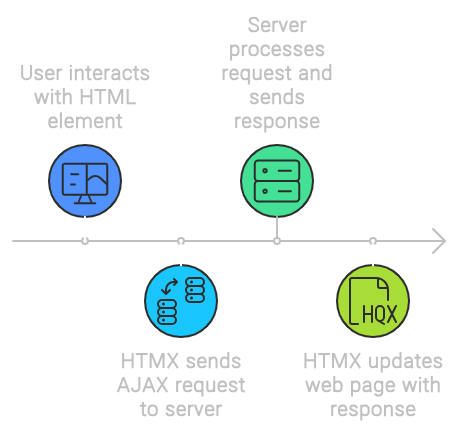 Server
processes
request and
sends
response
User interacts
with HTML
element
HQX
HTMX sends
AJAX request
to server
HTMX updates
web page with
response